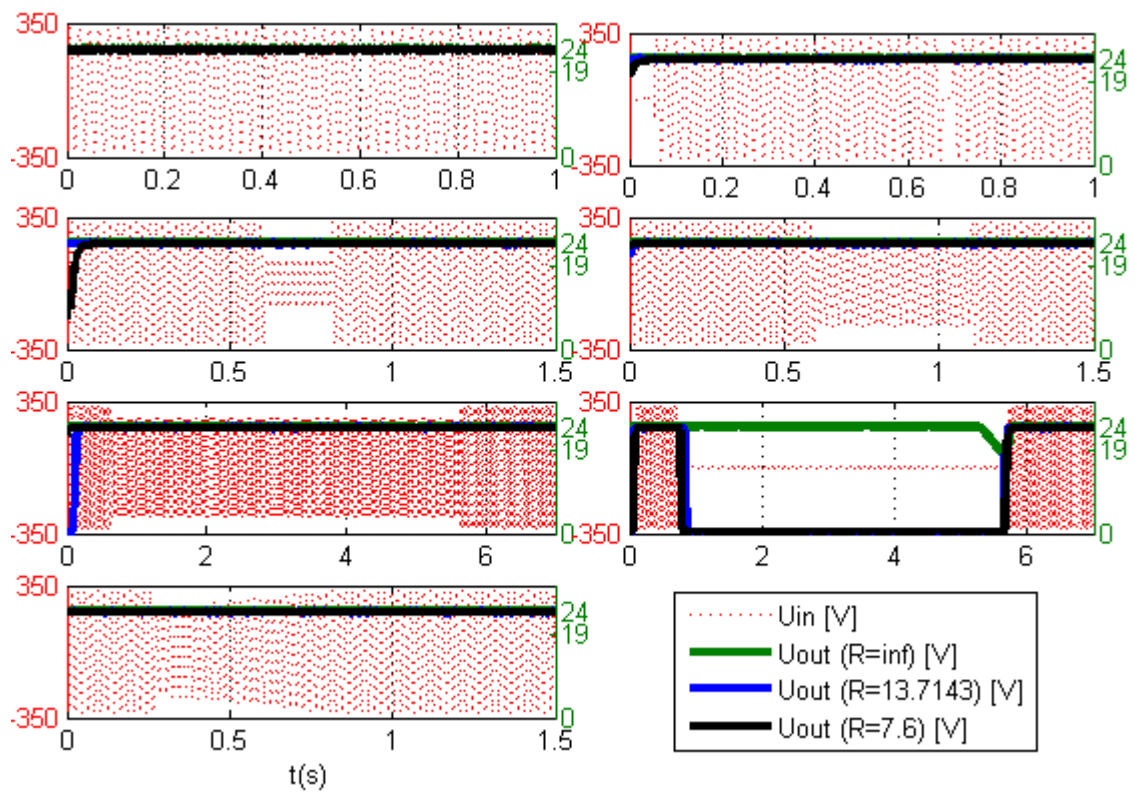 350 24 19 0 -350
0 0.2 0.4 0.6 0.8 1
350 24 19 0 -350
0.2 0.4 0.6 0.8 1
350 24 19 0 -350
0 0.5 1 1.5
350 24 19 0 -350
0 0.5 1 1.5
350 24 19 0 -350
0 2 4 6
350 24 19 0 -350
2 4 6
350 24 19 0 -350
0 0.5 1 1.5
t(s)
Uin [V]
Uout (R=inf) [V]
Uout (R=13.7143) [V]
Uout (R=7.6) [V]